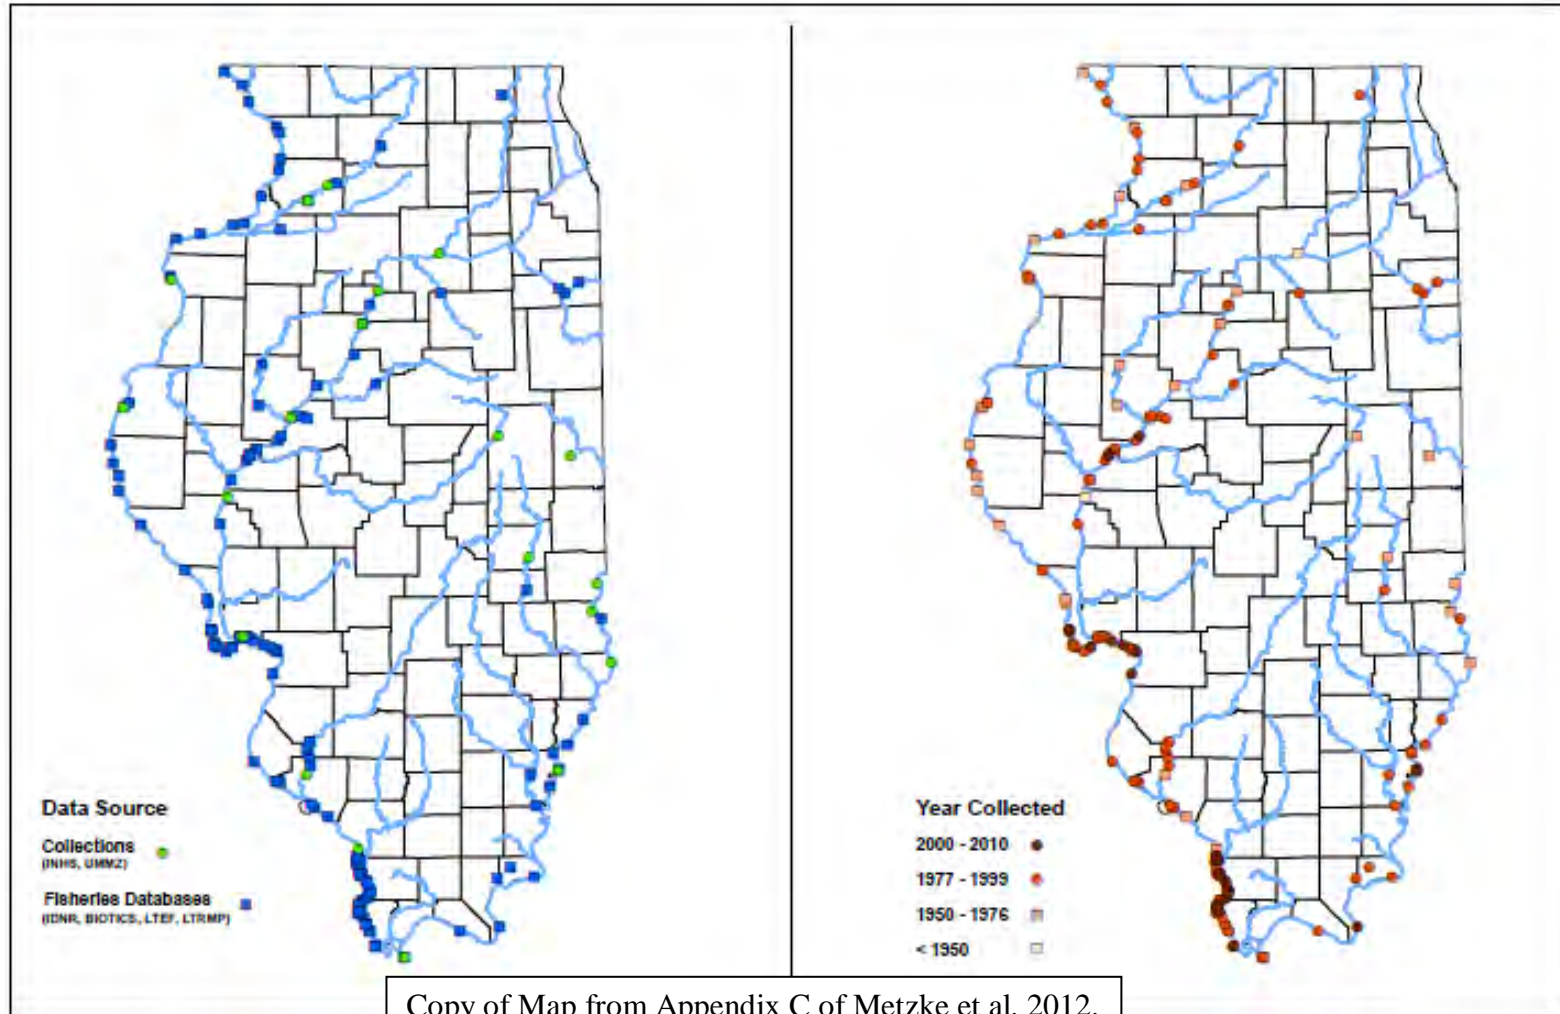 Data Source
Collections
(INHS, UMMZ)
Fisheries Databases
(IDNR, BIOTICS, LTEF, LTRMP)
Year Collected
2000 - 2010
1977 - 1999
1950 - 1976
< 1950
Copy of Map from Appendix C of Metzke et al. 2012.